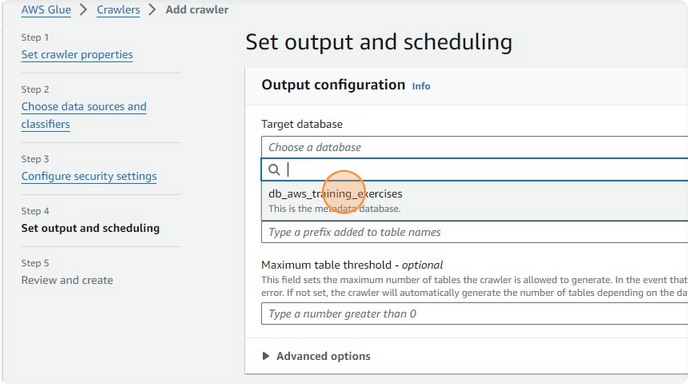 AWS Glue > Crawlers > Add crawler
Step 1
Set crawler properties
Step 2
Choose data sources and
classifiers
Step 3
Configure security settings
Step 4
Set output and scheduling
Step 5
Review and create
Set output and scheduling
Output configuration Info
Target database
Choose a database
db_aws_training_exercises
This is the metadata database.
Type a prefix added to table names
Maximum table threshold - optional
This field sets the maximum number of tables the crawler is allowed to generate. In the event that
error. If not set, the crawler will automatically generate the number of tables depending on the da
Type a number greater than 0
Advanced options